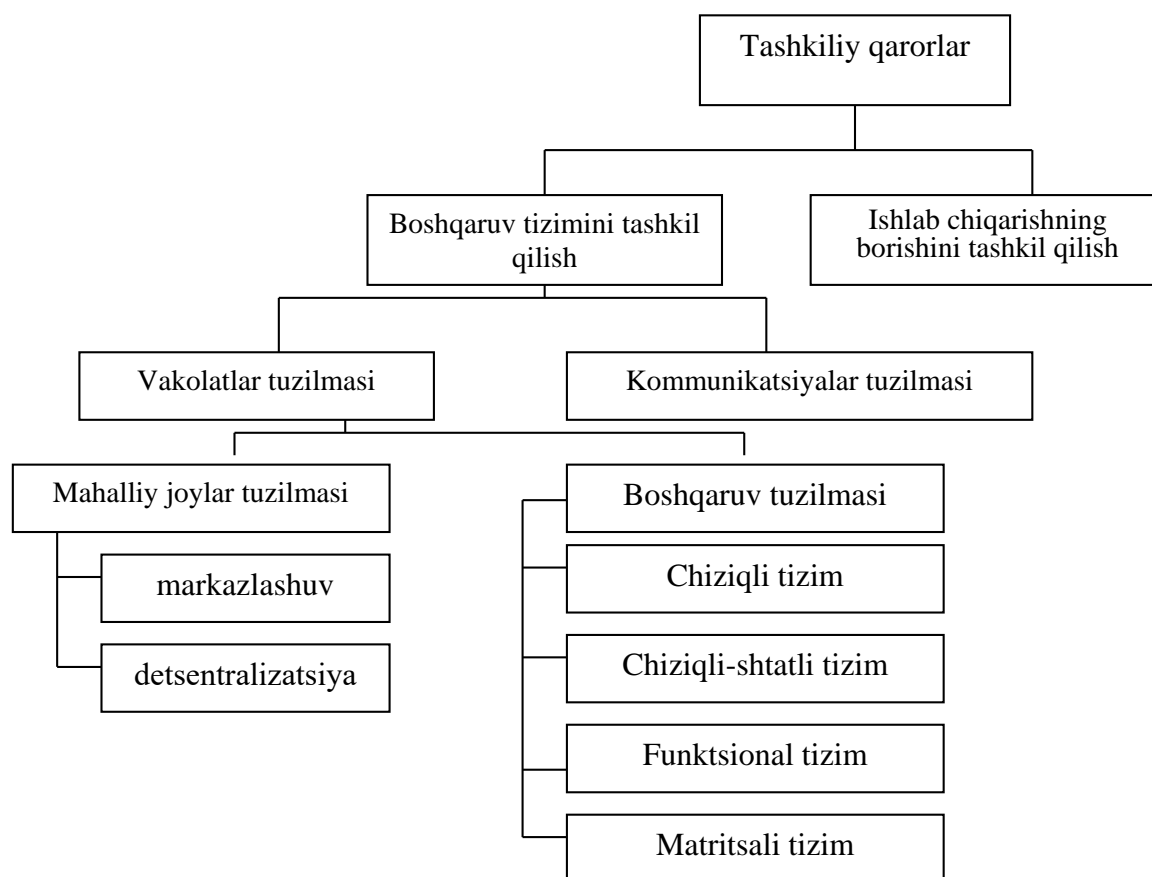 Tashkiliy qarorlar
Boshqaruv tizimini tashkil
qilish
Ishlab chiqarishning
borishini tashkil qilish
Vakolatlar tuzilmasi
Kommunikatsiyalar tuzilmasi
Mahalliy joylar tuzilmasi
markazlashuv
detsentralizatsiya
Boshqaruv tuzilmasi
Chiziqli tizim
Chiziqli-shtatli tizim
Funktsional tizim
Matritsali tizim